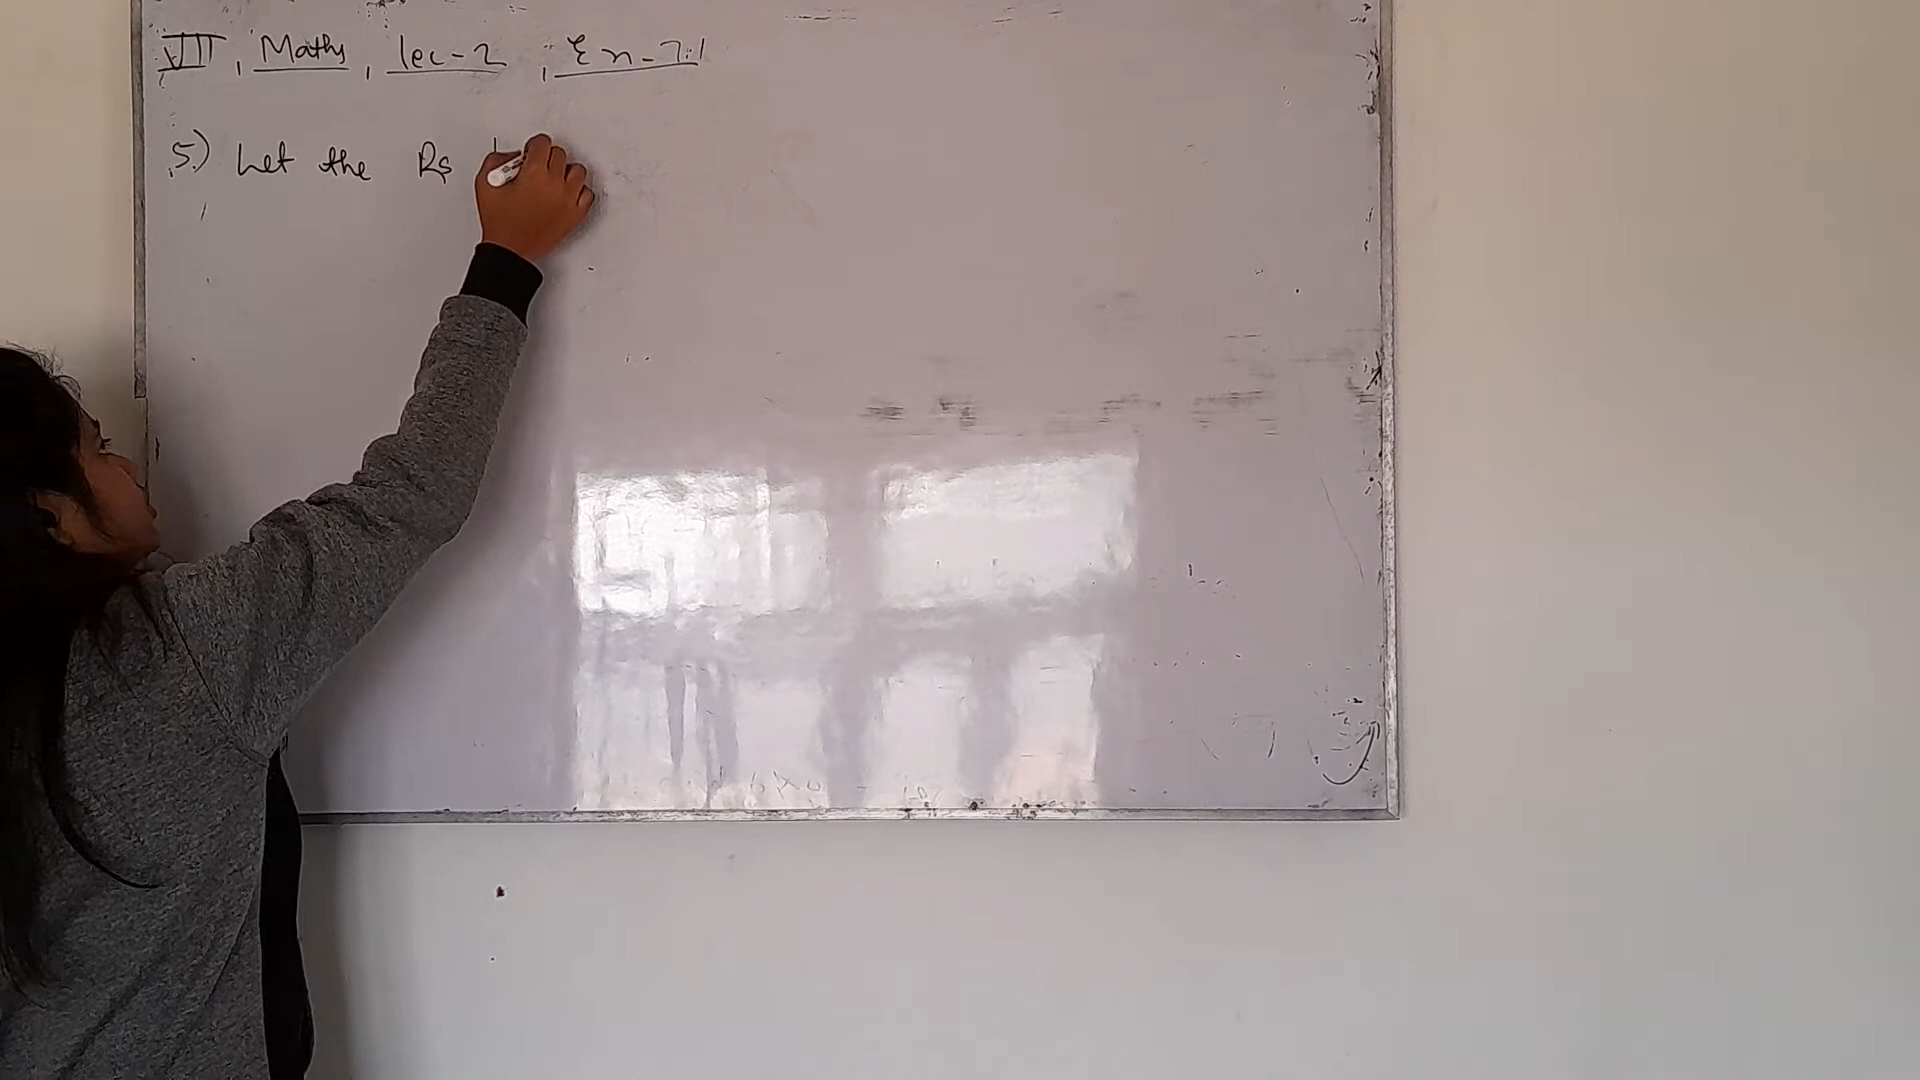 VII, Maths, lec-2, Ex-7.1
5.) Let the Rs